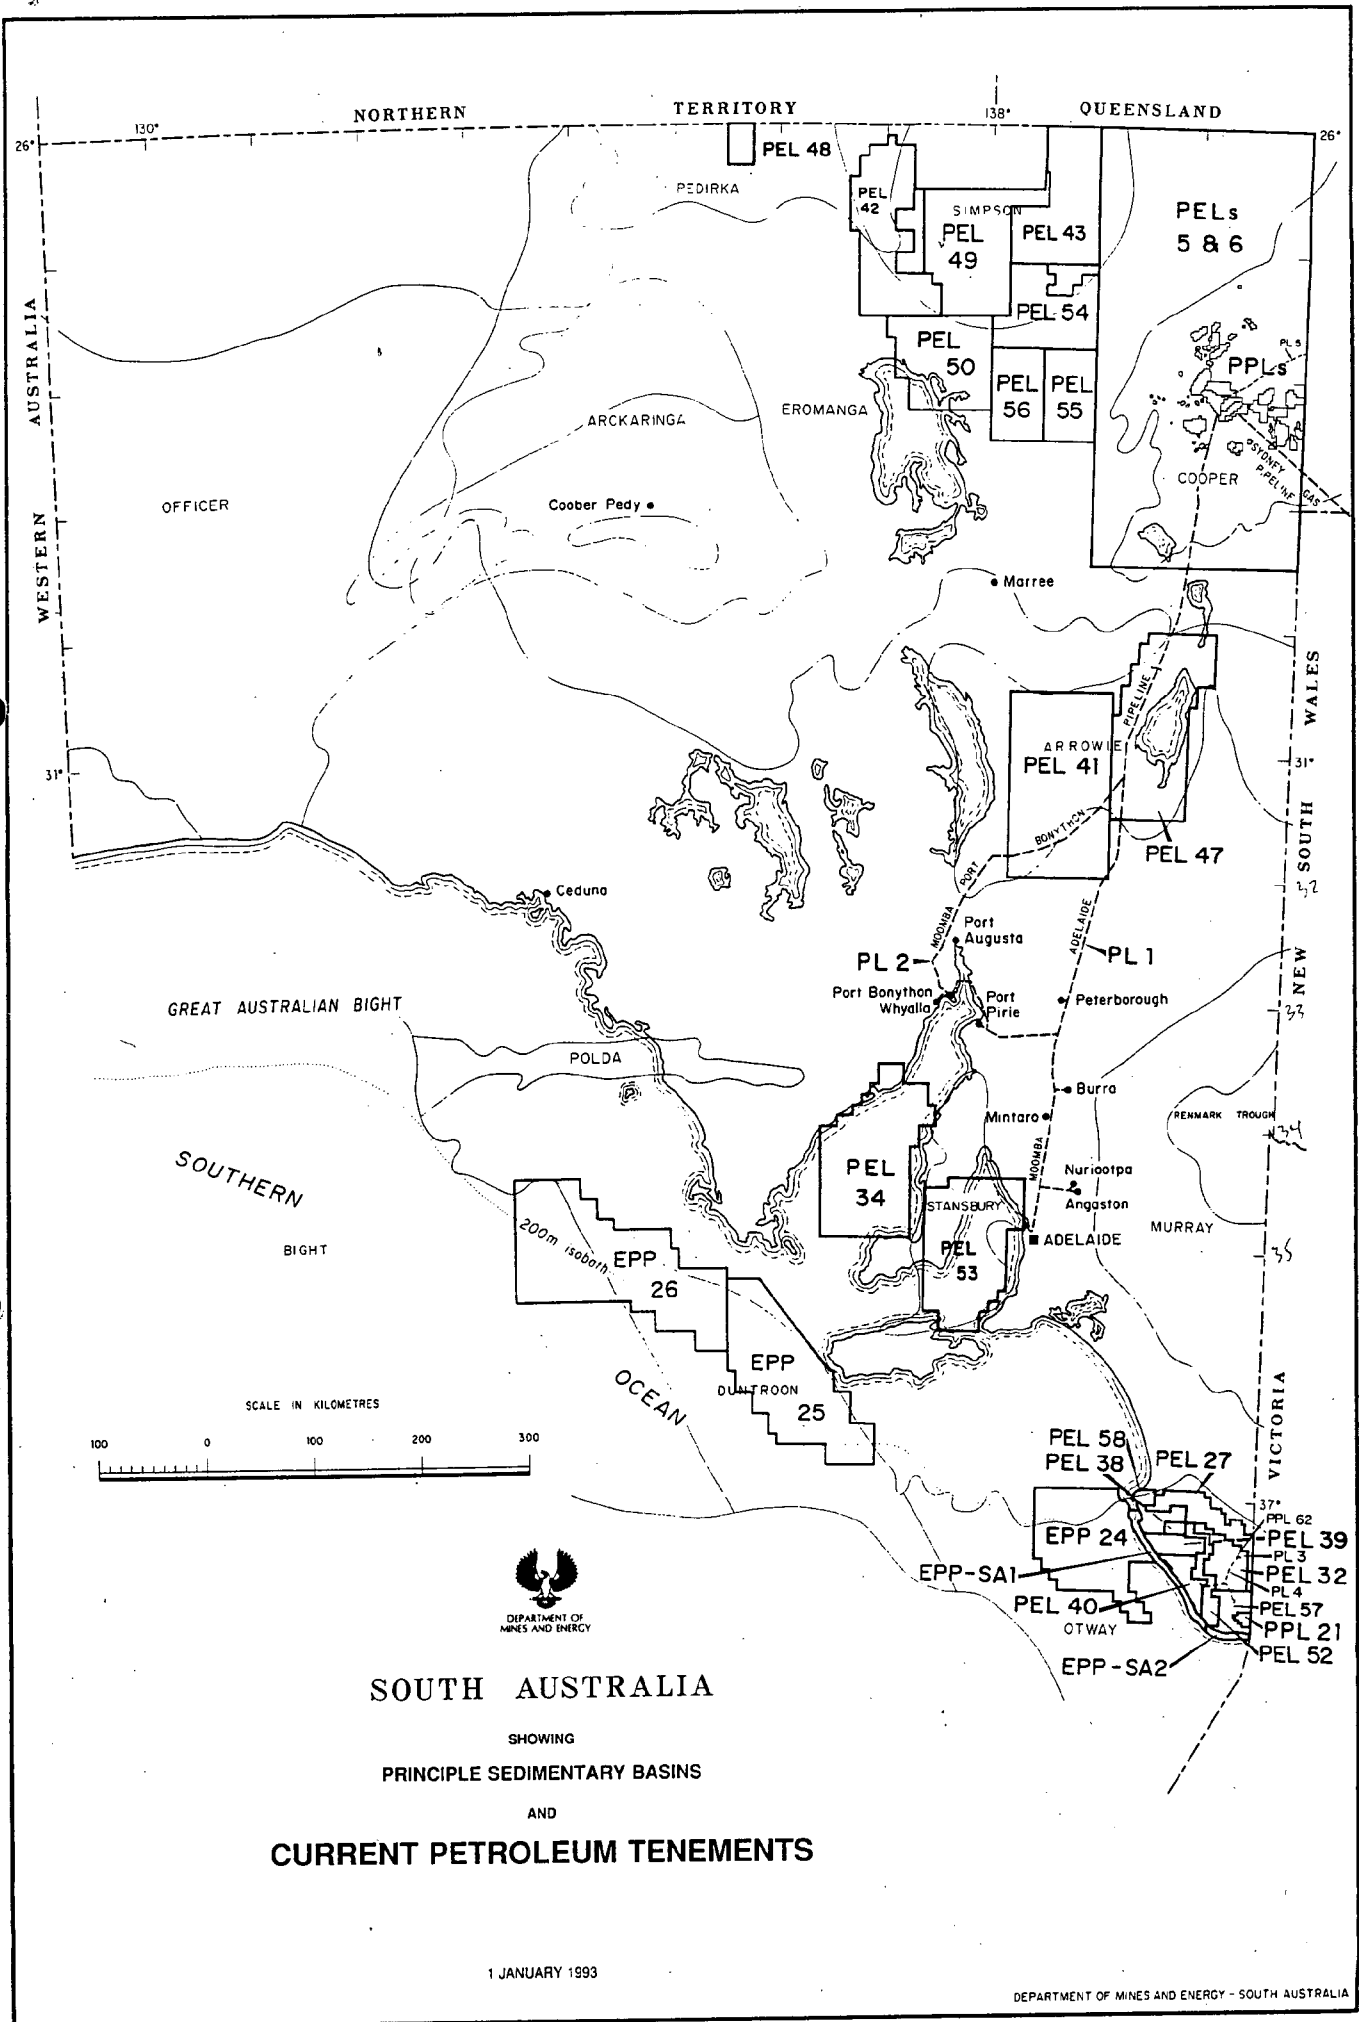 NORTHERN TERRITORY QUEENSLAND
26° 130° 138° 26°
PEL 48
PEDIRKA
PEL
42
SIMPSON
PEL
49
PEL 43
PELs
5 & 6
PEL 54
PEL
50
PEL
56
PEL
55
PL 5
PPLs
WESTERN AUSTRALIA
ARCKARINGA
EROMANGA
OFFICER
Coober Pedy
COOPER
SYDNEY GAS
PIPELINE
Marree
31°
ARROWIE
PEL 41
PIPELINE
31°
NEW SOUTH WALES
PEL 47
MOOMBA PORT BONYTHON
32
Ceduna
Port
Augusta
MOOMBA ADELAIDE
PL 2
PL 1
Port Bonython
Whyalla
Port
Pirie
Peterborough
33
GREAT AUSTRALIAN BIGHT
POLDA
Burra
Mintaro
RENMARK TROUGH
34
SOUTHERN
OCEAN
BIGHT
PEL
34
Nuriootpa
Angaston
STANSBURY
MURRAY
ADELAIDE
PEL
53
35
200m isobath
EPP
26
EPP
DUNTROON
25
SCALE IN KILOMETRES
100 0 100 200 300
VICTORIA
PEL 58
PEL 38
PEL 27
37°
PPL 62
EPP 24
PEL 39
PL 3
EPP-SA1
PEL 32
PL 4
PEL 40
PEL 57
OTWAY
PPL 21
PEL 52
EPP-SA2
DEPARTMENT OF
MINES AND ENERGY
SOUTH AUSTRALIA
SHOWING
PRINCIPLE SEDIMENTARY BASINS
AND
CURRENT PETROLEUM TENEMENTS
1 JANUARY 1993
DEPARTMENT OF MINES AND ENERGY - SOUTH AUSTRALIA